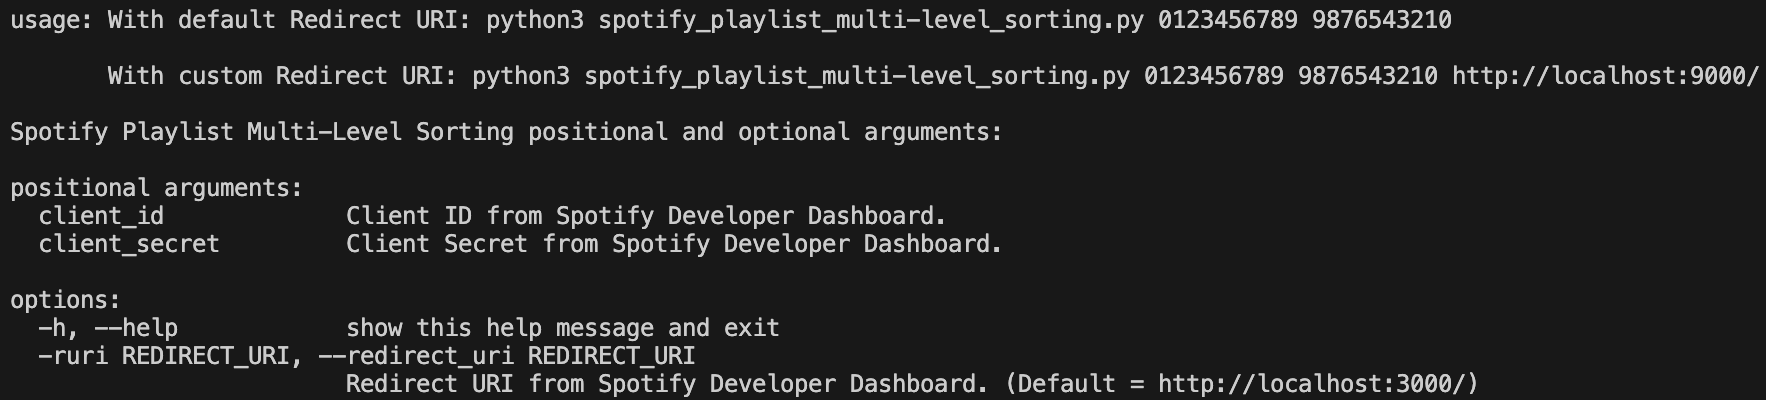 usage: With default Redirect URI: python3 spotify_playlist_multi-level_sorting.py 0123456789 9876543210
With custom Redirect URI: python3 spotify_playlist_multi-level_sorting.py 0123456789 9876543210 http://localhost:9000/
Spotify Playlist Multi-Level Sorting positional and optional arguments:
positional arguments:
client_id Client ID from Spotify Developer Dashboard.
client_secret Client Secret from Spotify Developer Dashboard.
options:
-h, --help show this help message and exit
-ruri REDIRECT_URI, --redirect_uri REDIRECT_URI
Redirect URI from Spotify Developer Dashboard. (Default = http://localhost:3000/)